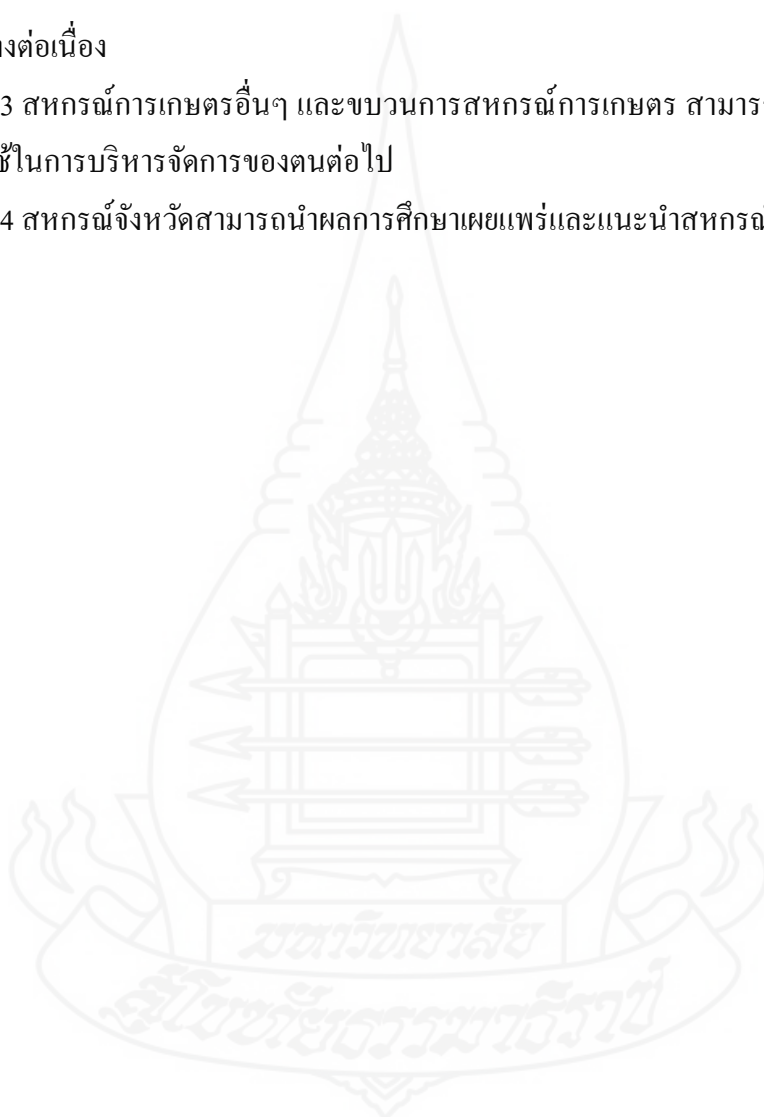 างต่อเนื่อง
3 สหกรณ์การเกษตรอื่นๆ และขบวนการสหกรณ์การเกษตร สามารถ
ช้ในการบริหารจัดการของตนต่อไป
4 สหกรณ์จังหวัดสามารถนำผลการศึกษาเผยแพร่และแนะนำสหกรณ์
มหาวิทยาลัย
สุโขทัยธรรมาธิราช